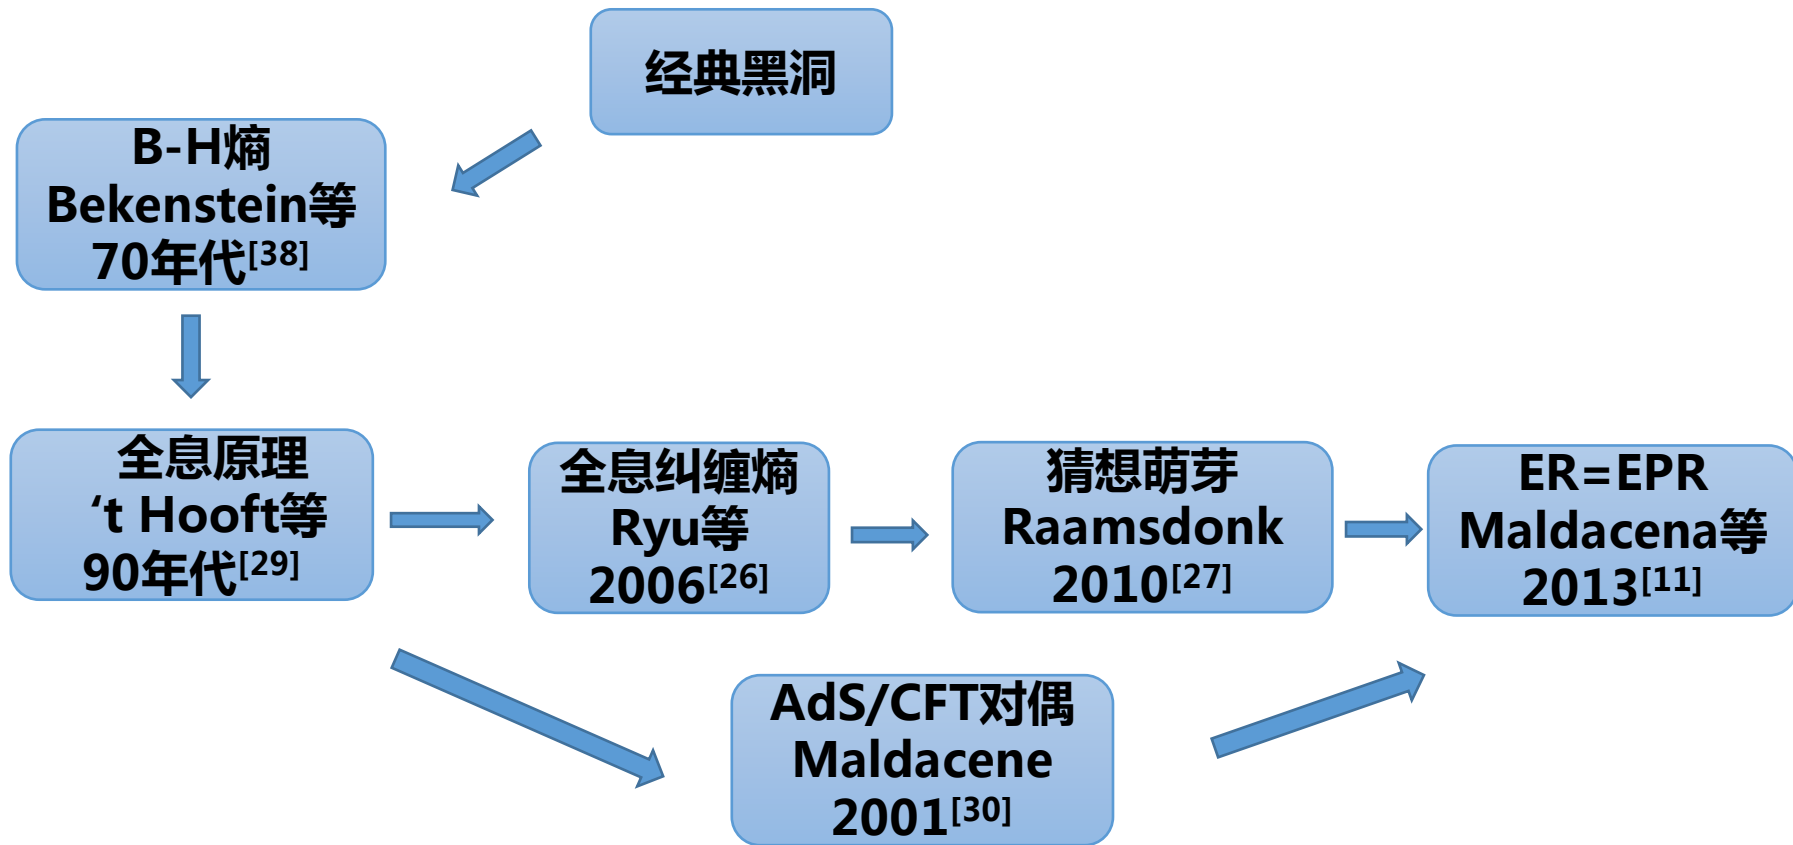 经典黑洞
B-H熵
Bekenstein等
70年代[38]
全息原理
‘t Hooft等
90年代[29]
全息纠缠熵
Ryu等
2006[26]
猜想萌芽
Raamsdonk
2010[27]
ER=EPR
Maldacena等
2013[11]
AdS/CFT对偶
Maldacene
2001[30]